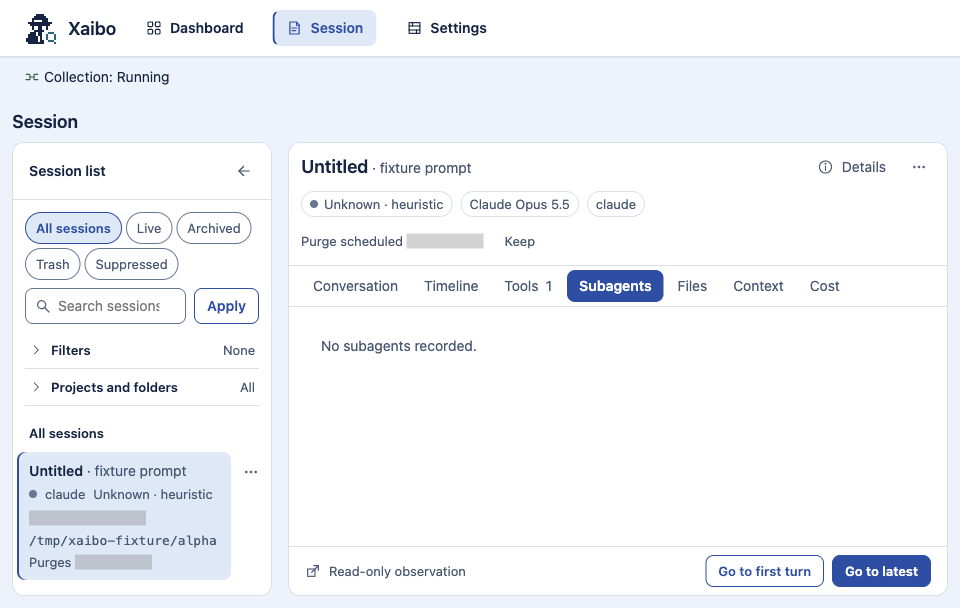 Xaibo Dashboard Session Settings
Collection: Running
Session
Session list
All sessions Live Archived
Trash Suppressed
Search sessions Apply
Filters None
Projects and folders All
All sessions
Untitled · fixture prompt
claude Unknown · heuristic
/tmp/xaibo-fixture/alpha
Purges
Untitled · fixture prompt Details
Unknown · heuristic Claude Opus 5.5 claude
Purge scheduled Keep
Conversation Timeline Tools 1 Subagents Files Context Cost
No subagents recorded.
Read-only observation Go to first turn Go to latest